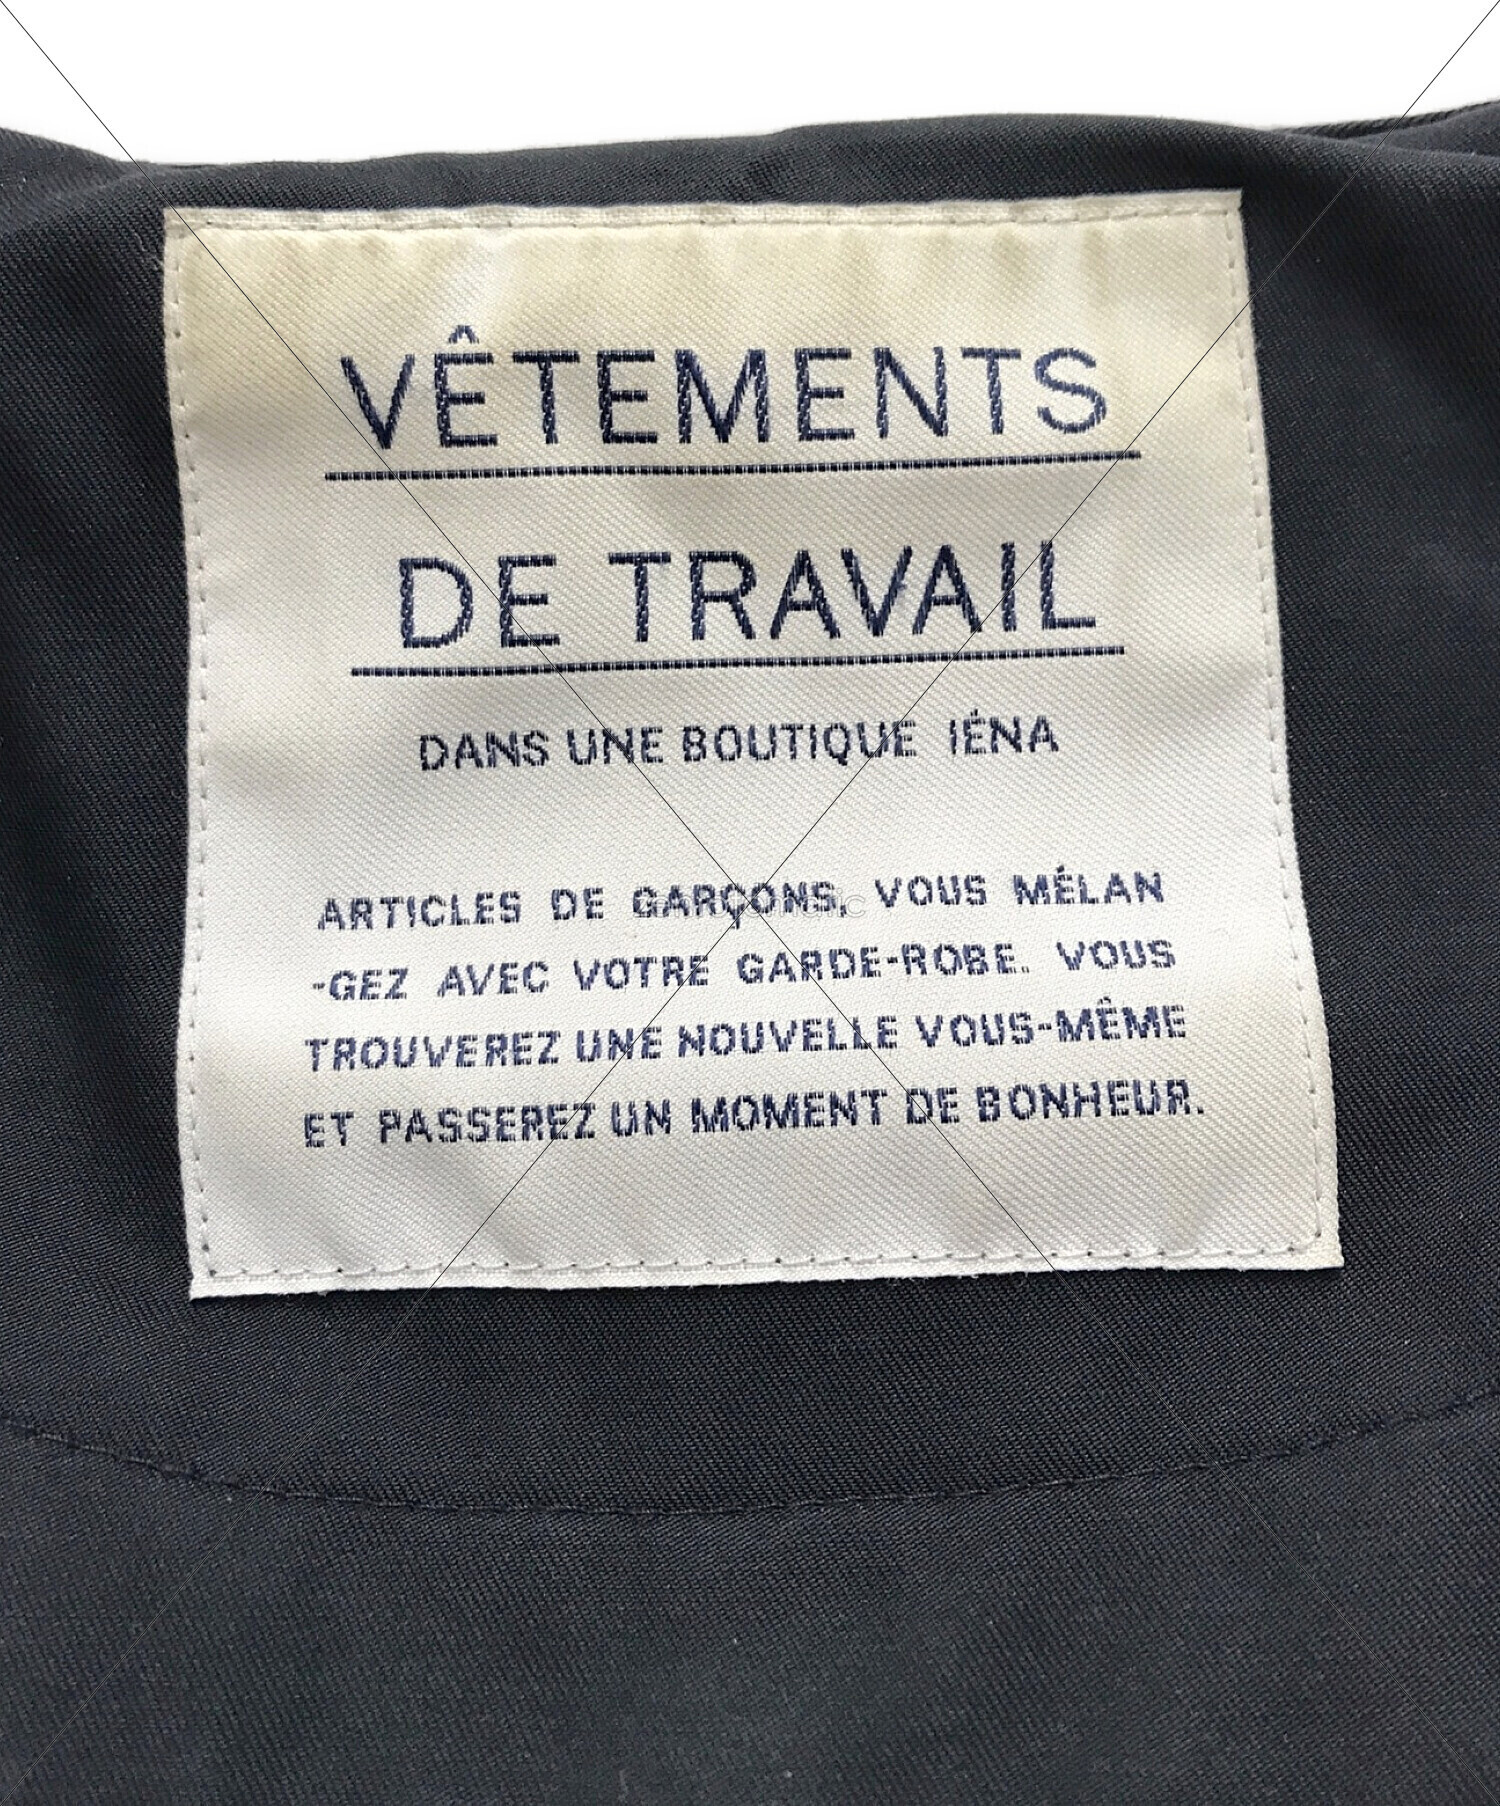 VÊTEMENTS
DE TRAVAIL
DANS UNE BOUTIQUE IÉNA
ARTICLES DE GARÇONS, VOUS MÉLAN
-GEZ AVEC VOTRE GARDE-ROBE. VOUS
TROUVEREZ UNE NOUVELLE VOUS-MÊME
ET PASSEREZ UN MOMENT DE BONHEUR.